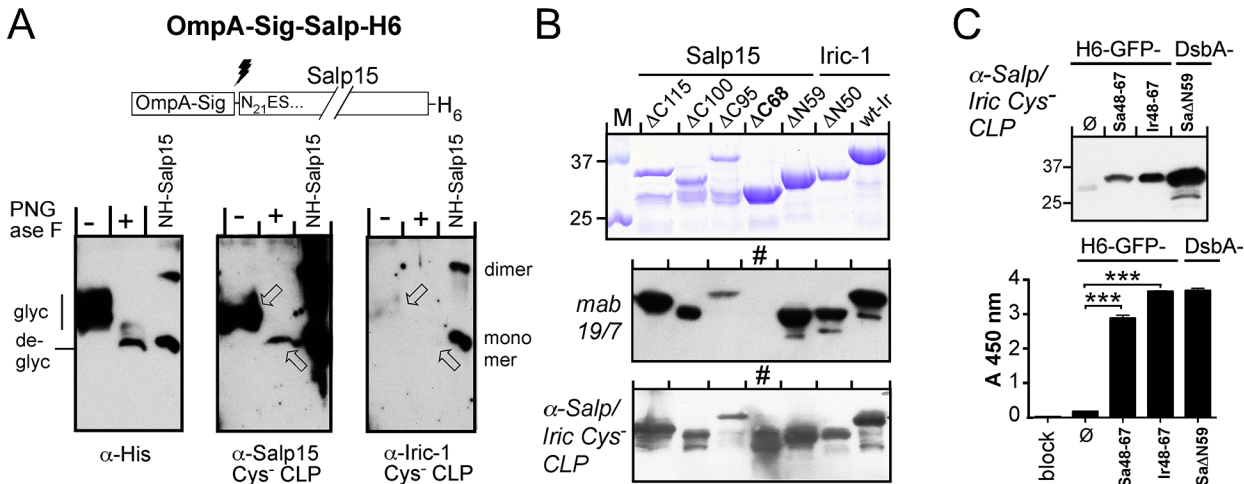 A
OmpA-Sig-Salp-H6
Salp15
OmpA-Sig
N21ES...
H6
PNG
ase F
-
+
NH-Salp15
-
+
NH-Salp15
-
+
NH-Salp15
glyc
de-
glyc
dimer
mono
mer
α-His
α-Salp15
Cys- CLP
α-Iric-1
Cys- CLP
B
Salp15
Iric-1
M
ΔC115
ΔC100
ΔC95
ΔC68
ΔN59
ΔN50
wt-Ir
37
25
#
mab
19/7
#
α-Salp/
Iric Cys-
CLP
C
H6-GFP-
DsbA-
α-Salp/
Iric Cys-
CLP
Ø
Sa48-67
Ir48-67
SaΔN59
37
25
H6-GFP-
DsbA-
A 450 nm
4
3
2
1
0
***
***
block
Ø
Sa48-67
Ir48-67
SaΔN59